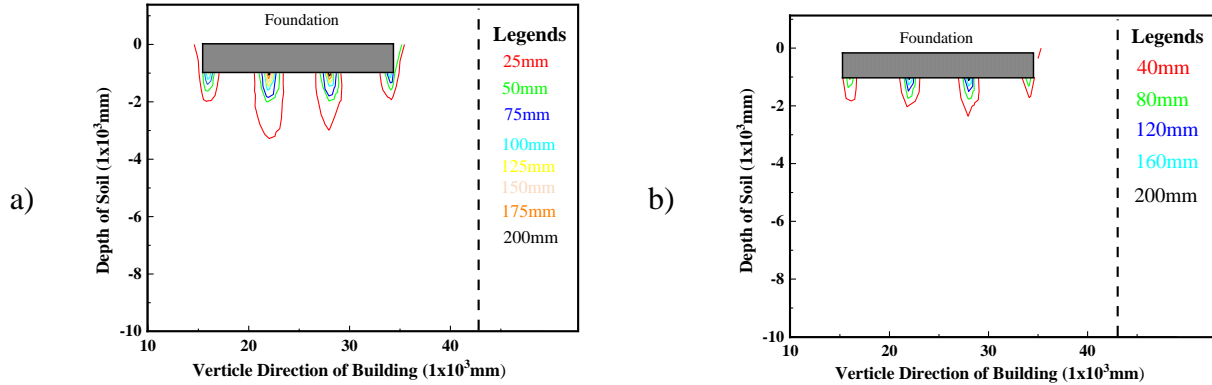 a)
Foundation
Legends
25mm
50mm
75mm
100mm
125mm
150mm
175mm
200mm
0
-2
-4
-6
-8
-10
Depth of Soil (1x10³mm)
10
20
30
40
Verticle Direction of Building (1x10³mm)
b)
Foundation
Legends
40mm
80mm
120mm
160mm
200mm
0
-2
-4
-6
-8
-10
Depth of Soil (1x10³mm)
10
20
30
40
Verticle Direction of Building (1x10³mm)